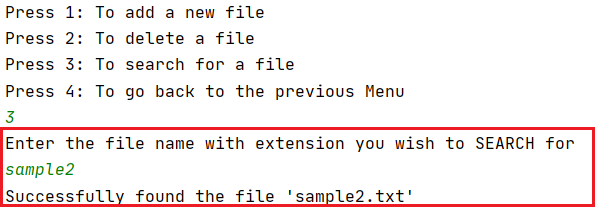 Press 1: To add a new file
Press 2: To delete a file
Press 3: To search for a file
Press 4: To go back to the previous Menu
3
Enter the file name with extension you wish to SEARCH for
sample2
Successfully found the file 'sample2.txt'